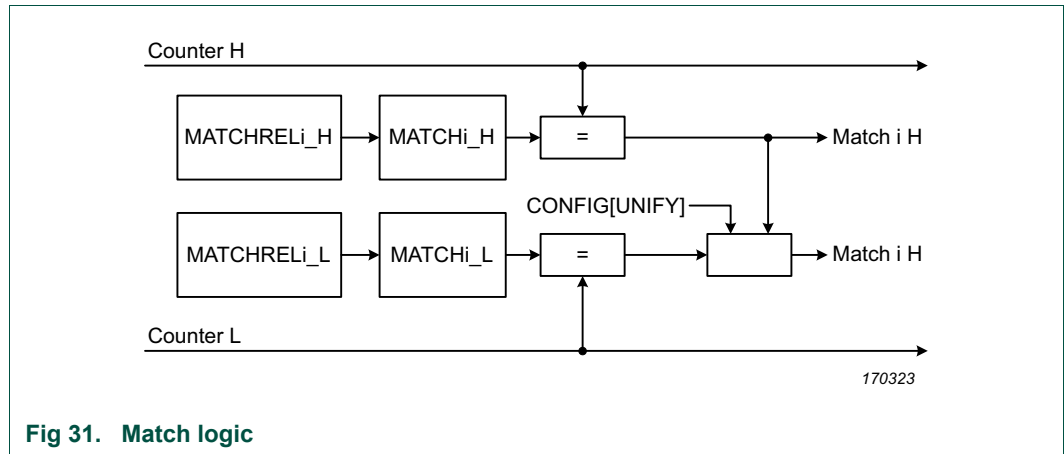 Counter H
MATCHRELi_H MATCHi_H = Match i H
CONFIG[UNIFY]
MATCHRELi_L MATCHi_L = Match i H
Counter L
170323
Fig 31. Match logic